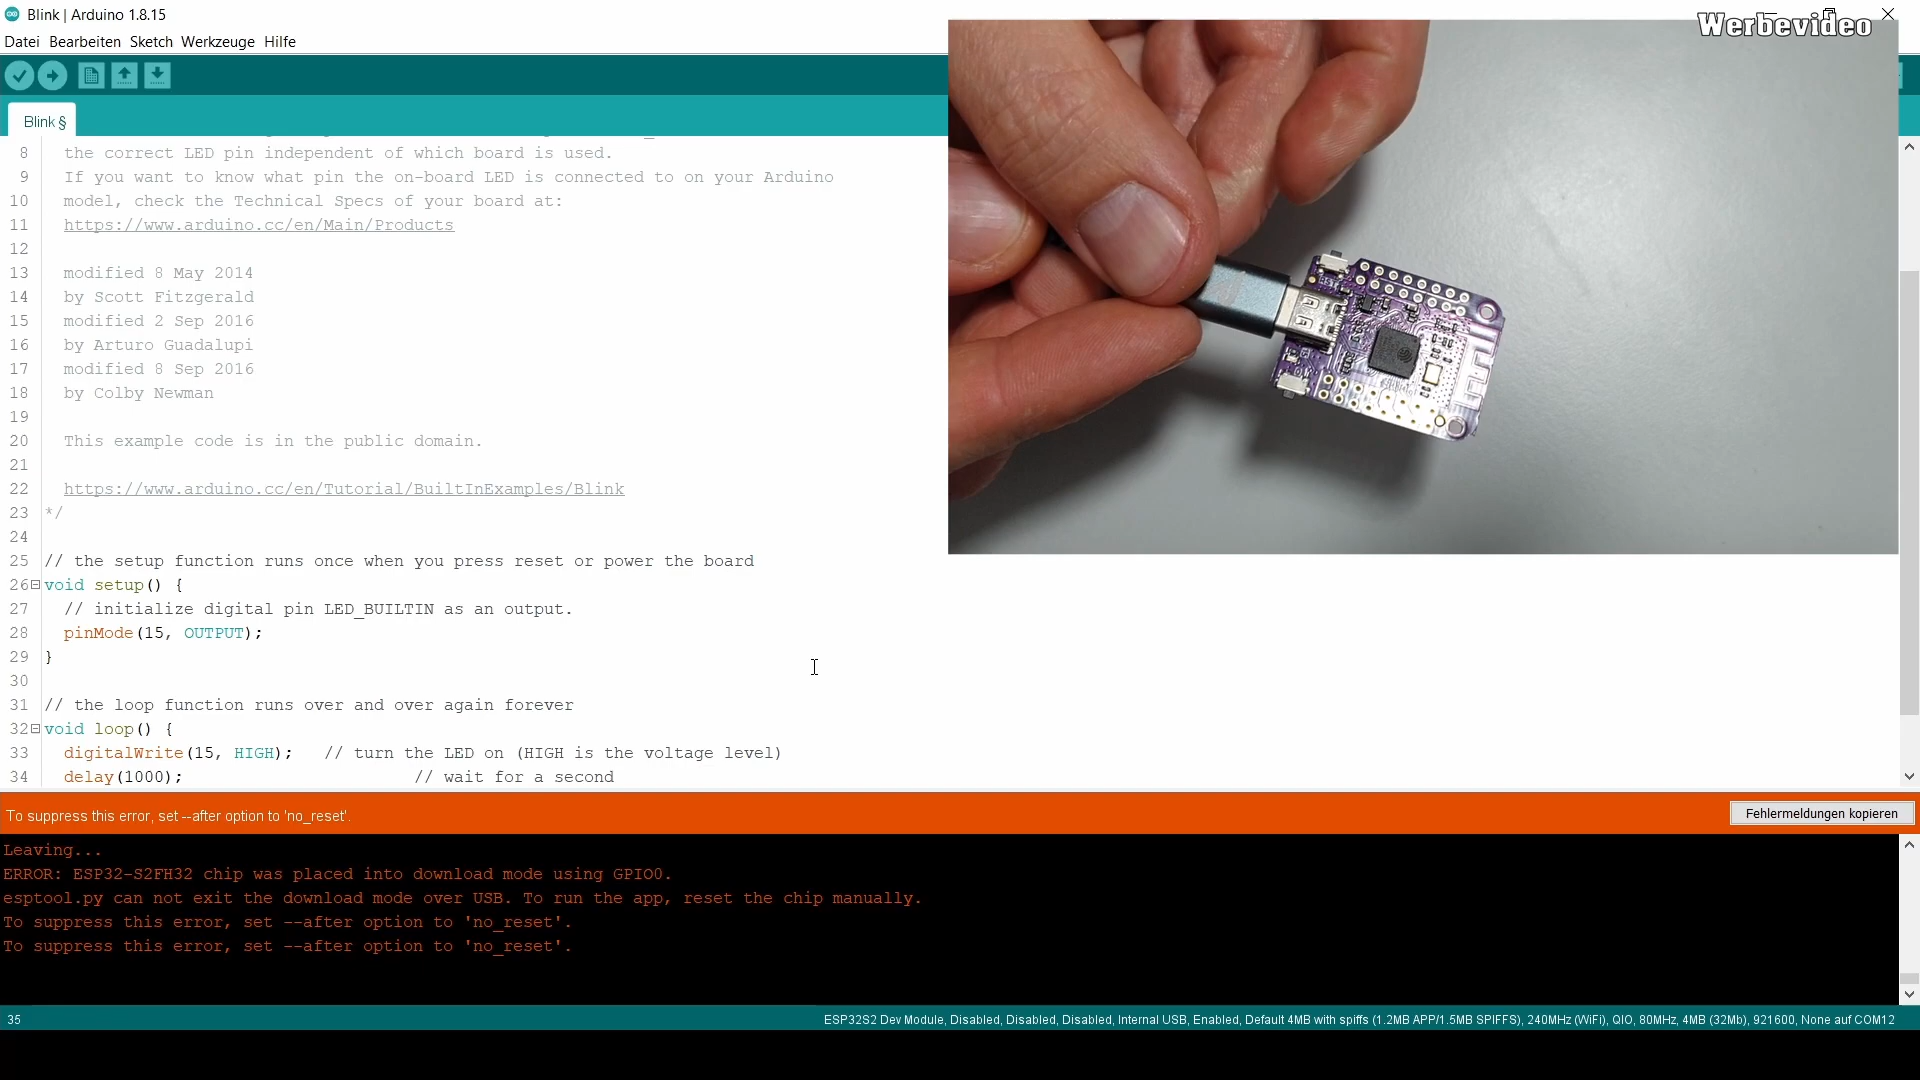 Blink | Arduino 1.8.15
Werbevideo
Datei Bearbeiten Sketch Werkzeuge Hilfe
Blink §
8 the correct LED pin independent of which board is used.
9 If you want to know what pin the on-board LED is connected to on your Arduino
10 model, check the Technical Specs of your board at:
11 https://www.arduino.cc/en/Main/Products
12
13 modified 8 May 2014
14 by Scott Fitzgerald
15 modified 2 Sep 2016
16 by Arturo Guadalupi
17 modified 8 Sep 2016
18 by Colby Newman
19
20 This example code is in the public domain.
21
22 https://www.arduino.cc/en/Tutorial/BuiltInExamples/Blink
23 */
24
25 // the setup function runs once when you press reset or power the board
26 void setup() {
27 // initialize digital pin LED_BUILTIN as an output.
28 pinMode(15, OUTPUT);
29 }
30
31 // the loop function runs over and over again forever
32 void loop() {
33 digitalWrite(15, HIGH); // turn the LED on (HIGH is the voltage level)
34 delay(1000); // wait for a second
To suppress this error, set --after option to 'no_reset'.
Fehlermeldungen kopieren
Leaving...
ERROR: ESP32-S2FH32 chip was placed into download mode using GPIO0.
esptool.py can not exit the download mode over USB. To run the app, reset the chip manually.
To suppress this error, set --after option to 'no_reset'.
To suppress this error, set --after option to 'no_reset'.
35
ESP32S2 Dev Module, Disabled, Disabled, Disabled, Internal USB, Enabled, Default 4MB with spiffs (1.2MB APP/1.5MB SPIFFS), 240MHz (WiFi), QIO, 80MHz, 4MB (32Mb), 921600, None auf COM12